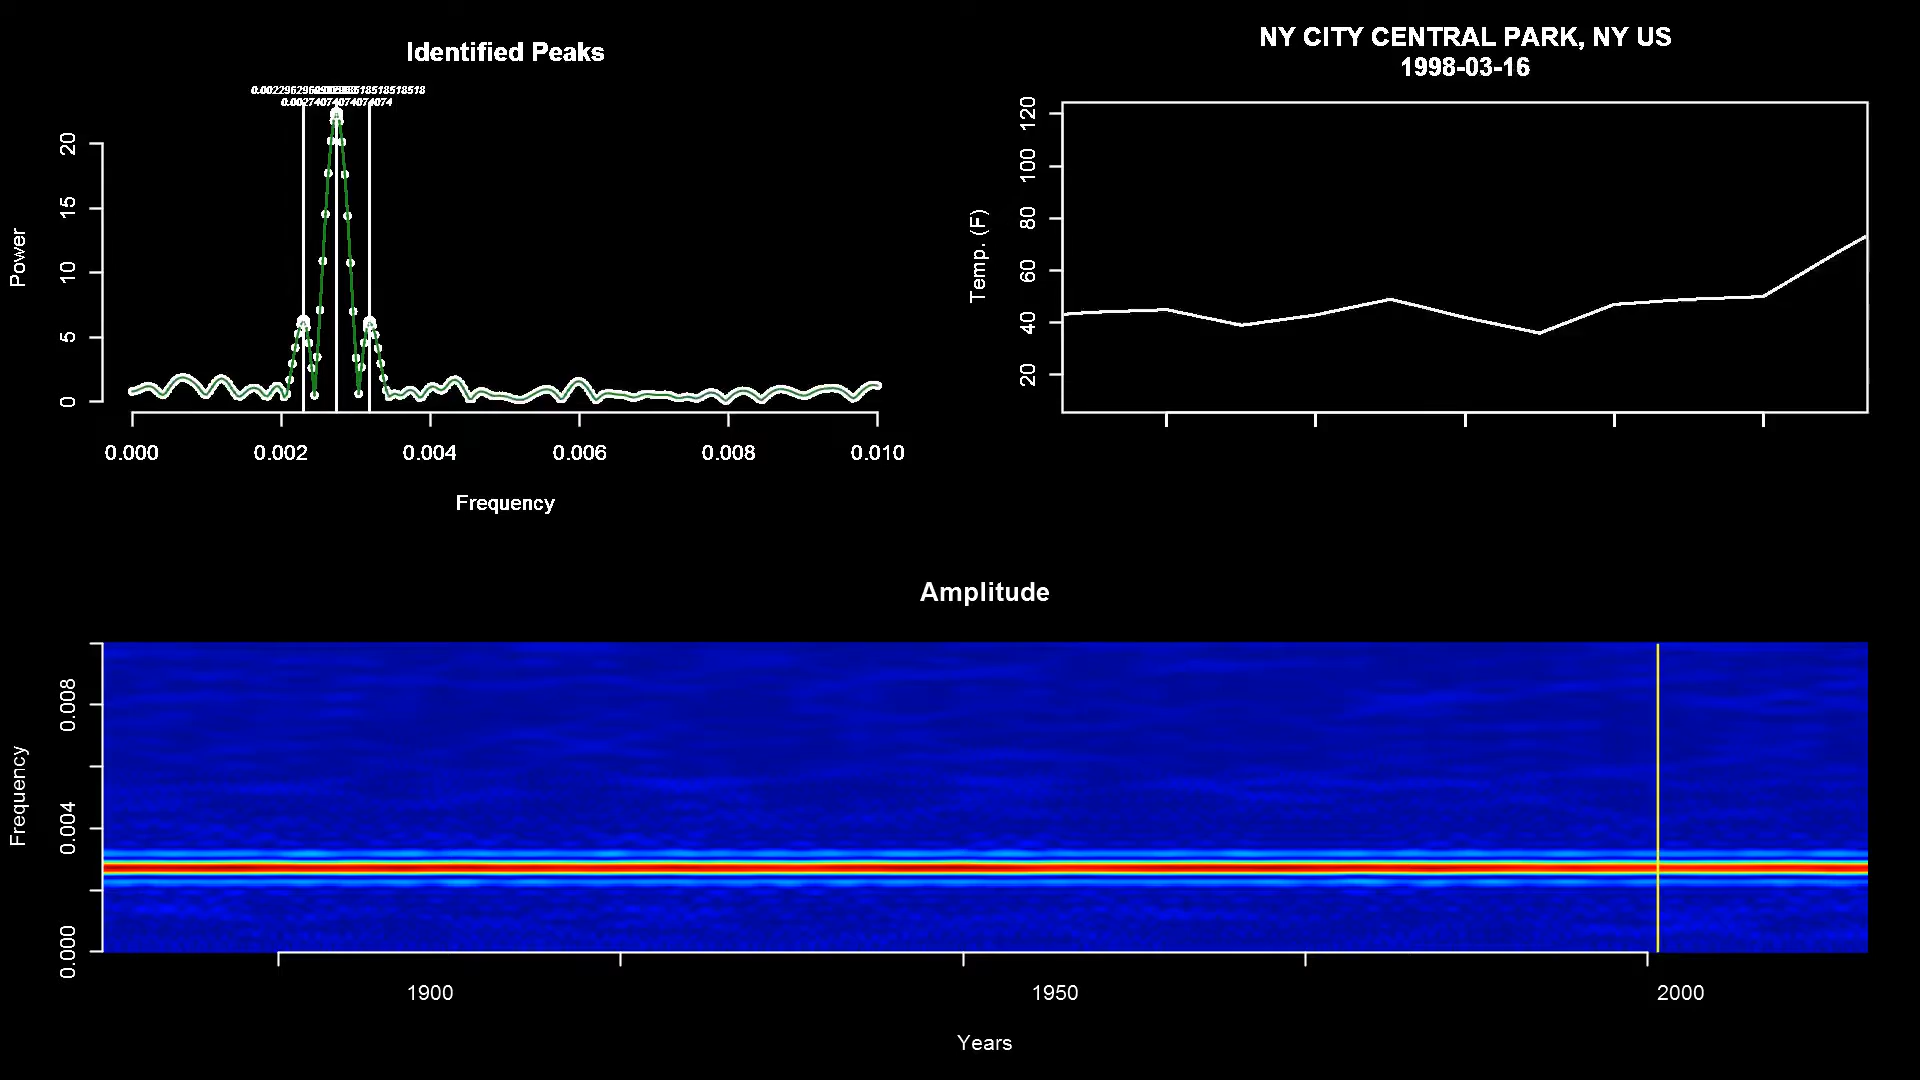 Identified Peaks
0.00274074074074074
Power
0
5
10
15
20
0.000 0.002 0.004 0.006 0.008 0.010
Frequency
NY CITY CENTRAL PARK, NY US
1998-03-16
Temp. (F)
20
40
60
80
100
120
Amplitude
Frequency
0.000
0.004
0.008
1900 1950 2000
Years